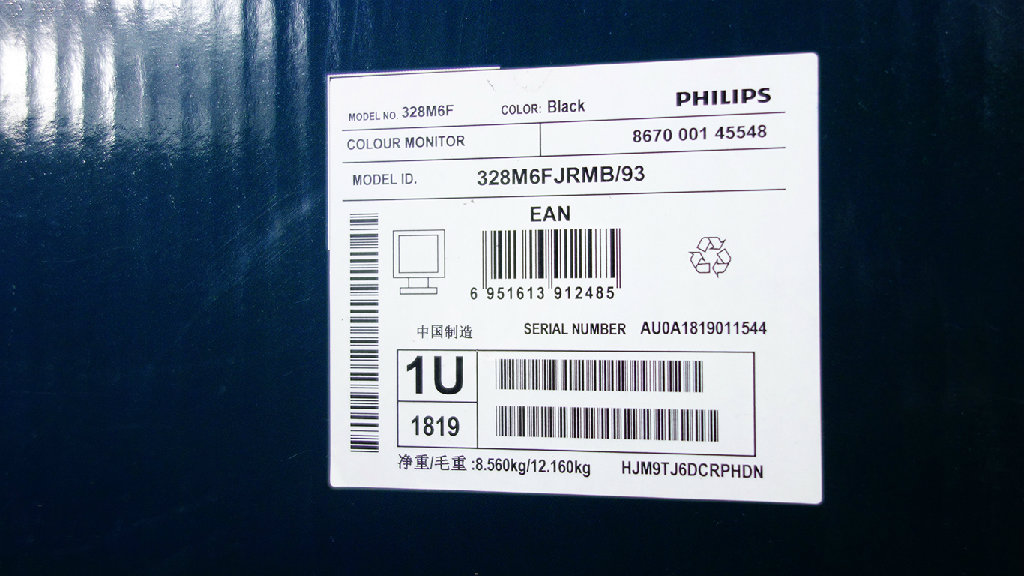 MODEL NO. 328M6F COLOR: Black PHILIPS
COLOUR MONITOR 8670 001 45548
MODEL ID. 328M6FJRMB/93
EAN
6 951613 912485
中国制造 SERIAL NUMBER AU0A1819011544
1U
1819
净重/毛重 :8.560kg/12.160kg HJM9TJ6DCRPHDN